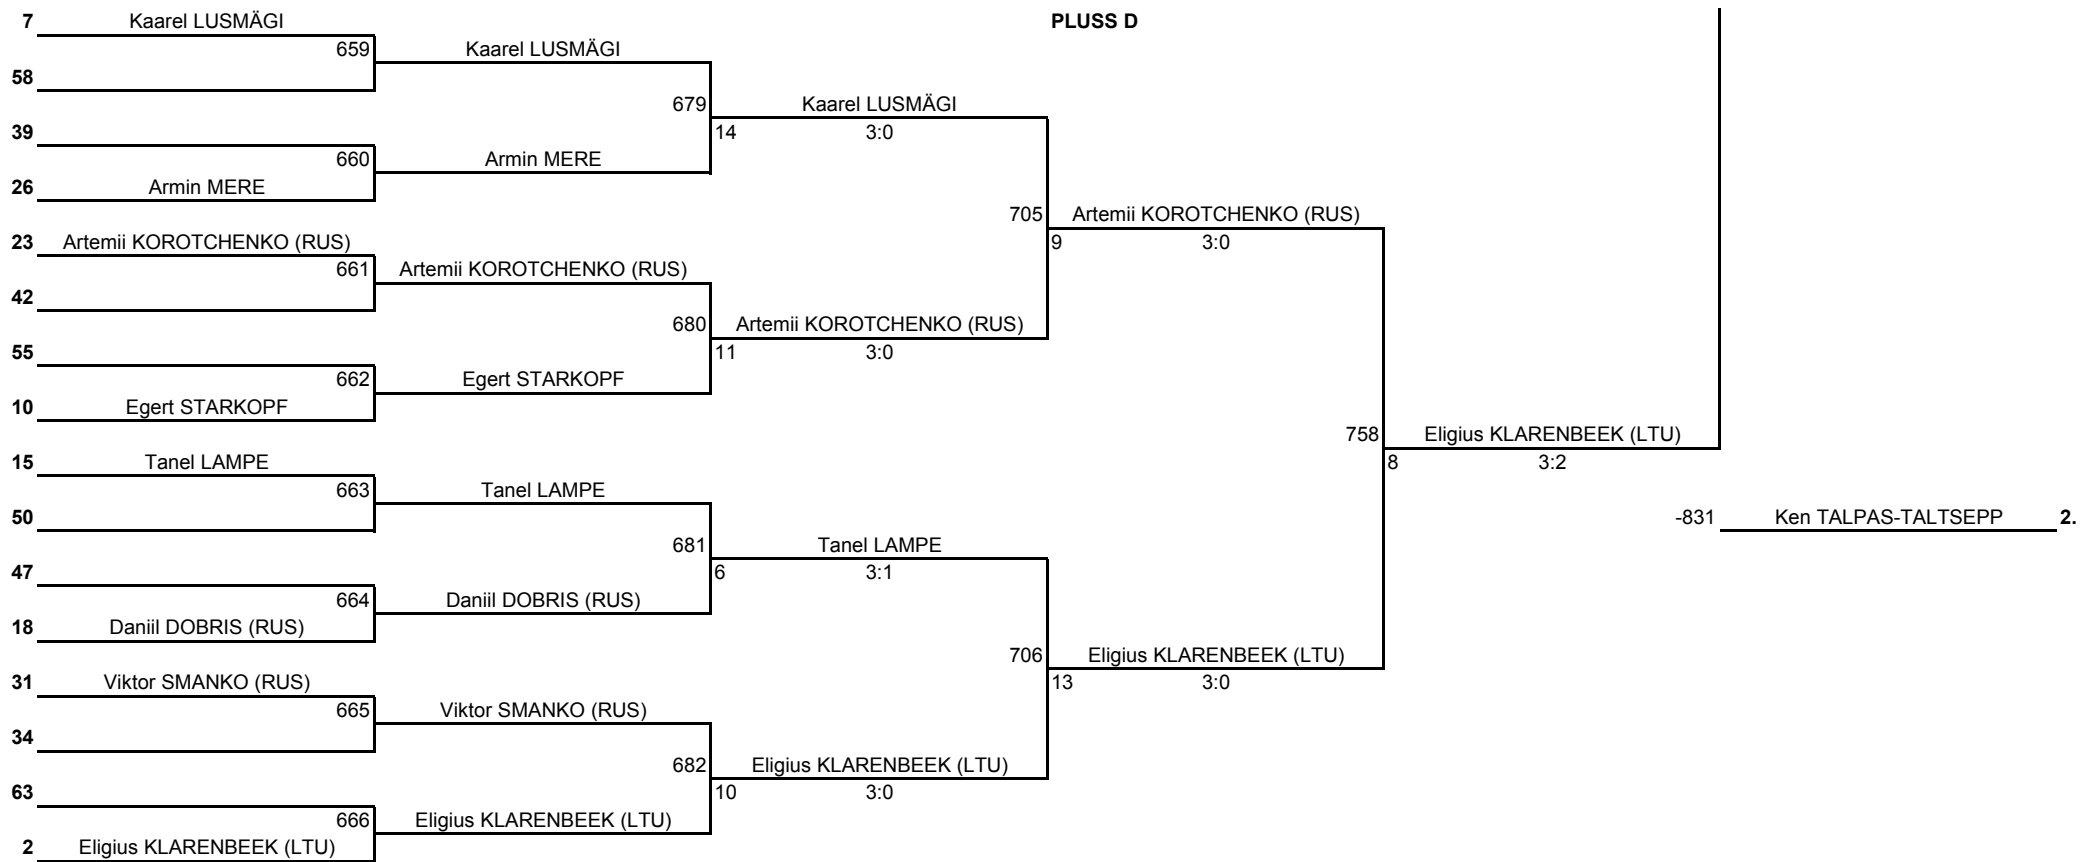 7 Kaarel LUSMÄGI PLUSS D
659 Kaarel LUSMÄGI
58
679 Kaarel LUSMÄGI
39 14 3:0
660 Armin MERE
26 Armin MERE
705 Artemii KOROTCHENKO (RUS)
23 Artemii KOROTCHENKO (RUS) 9 3:0
661 Artemii KOROTCHENKO (RUS)
42
680 Artemii KOROTCHENKO (RUS)
55 11 3:0
662 Egert STARKOPF
10 Egert STARKOPF
758 Eligius KLARENBEEK (LTU)
15 Tanel LAMPE 8 3:2
663 Tanel LAMPE
50 -831 Ken TALPAS-TALTSEPP 2.
681 Tanel LAMPE
47 6 3:1
664 Daniil DOBRIS (RUS)
18 Daniil DOBRIS (RUS)
706 Eligius KLARENBEEK (LTU)
31 Viktor SMANKO (RUS) 13 3:0
665 Viktor SMANKO (RUS)
34
682 Eligius KLARENBEEK (LTU)
63 10 3:0
666 Eligius KLARENBEEK (LTU)
2 Eligius KLARENBEEK (LTU)